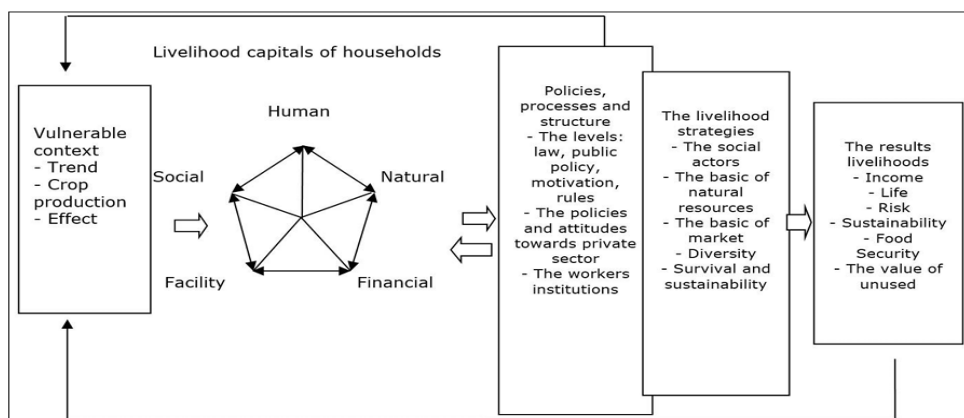 Livelihood capitals of households
Vulnerable
context
- Trend
- Crop
production
- Effect
Human
Social
Natural
Facility
Financial
Policies,
processes and
structure
- The levels:
law, public
policy,
motivation,
rules
- The policies
and attitudes
towards private
sector
- The workers
institutions
The livelihood
strategies
- The social
actors
- The basic of
natural
resources
- The basic of
market
- Diversity
- Survival and
sustainability
The results
livelihoods
- Income
- Life
- Risk
- Sustainability
- Food
Security
- The value of
unused